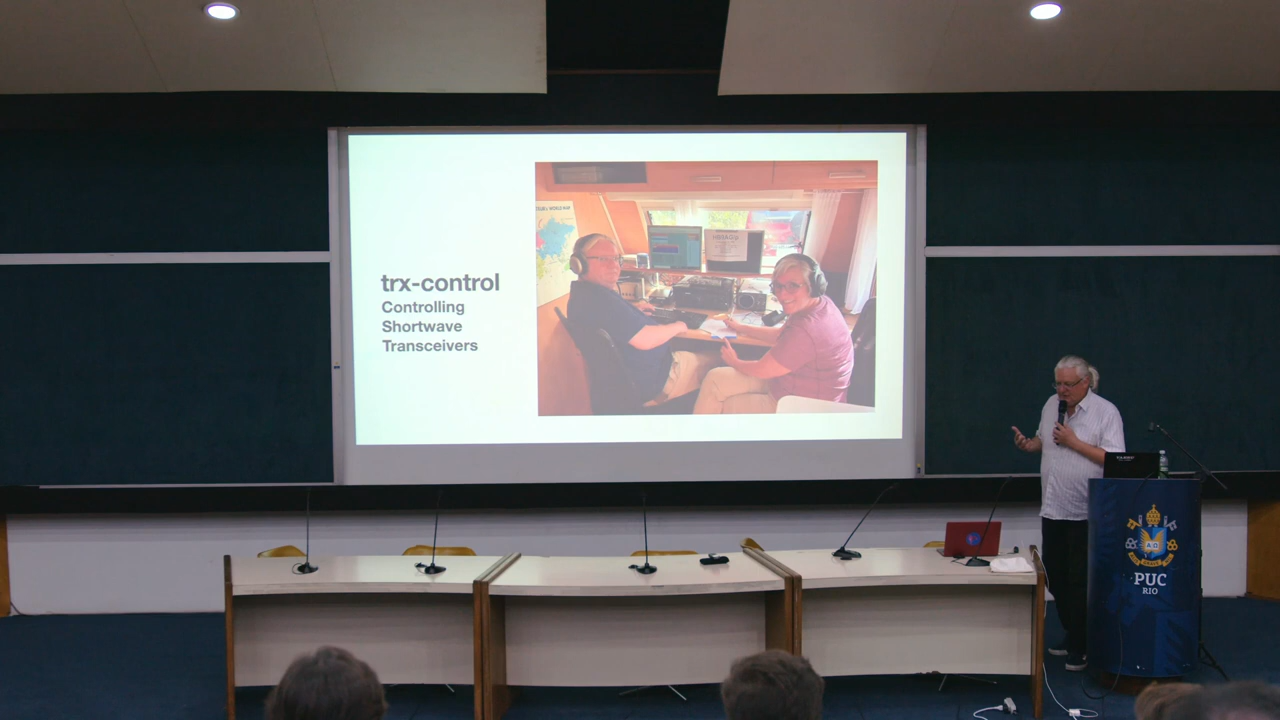 trx-control
Controlling
Shortwave
Transceivers
PUC
RIO